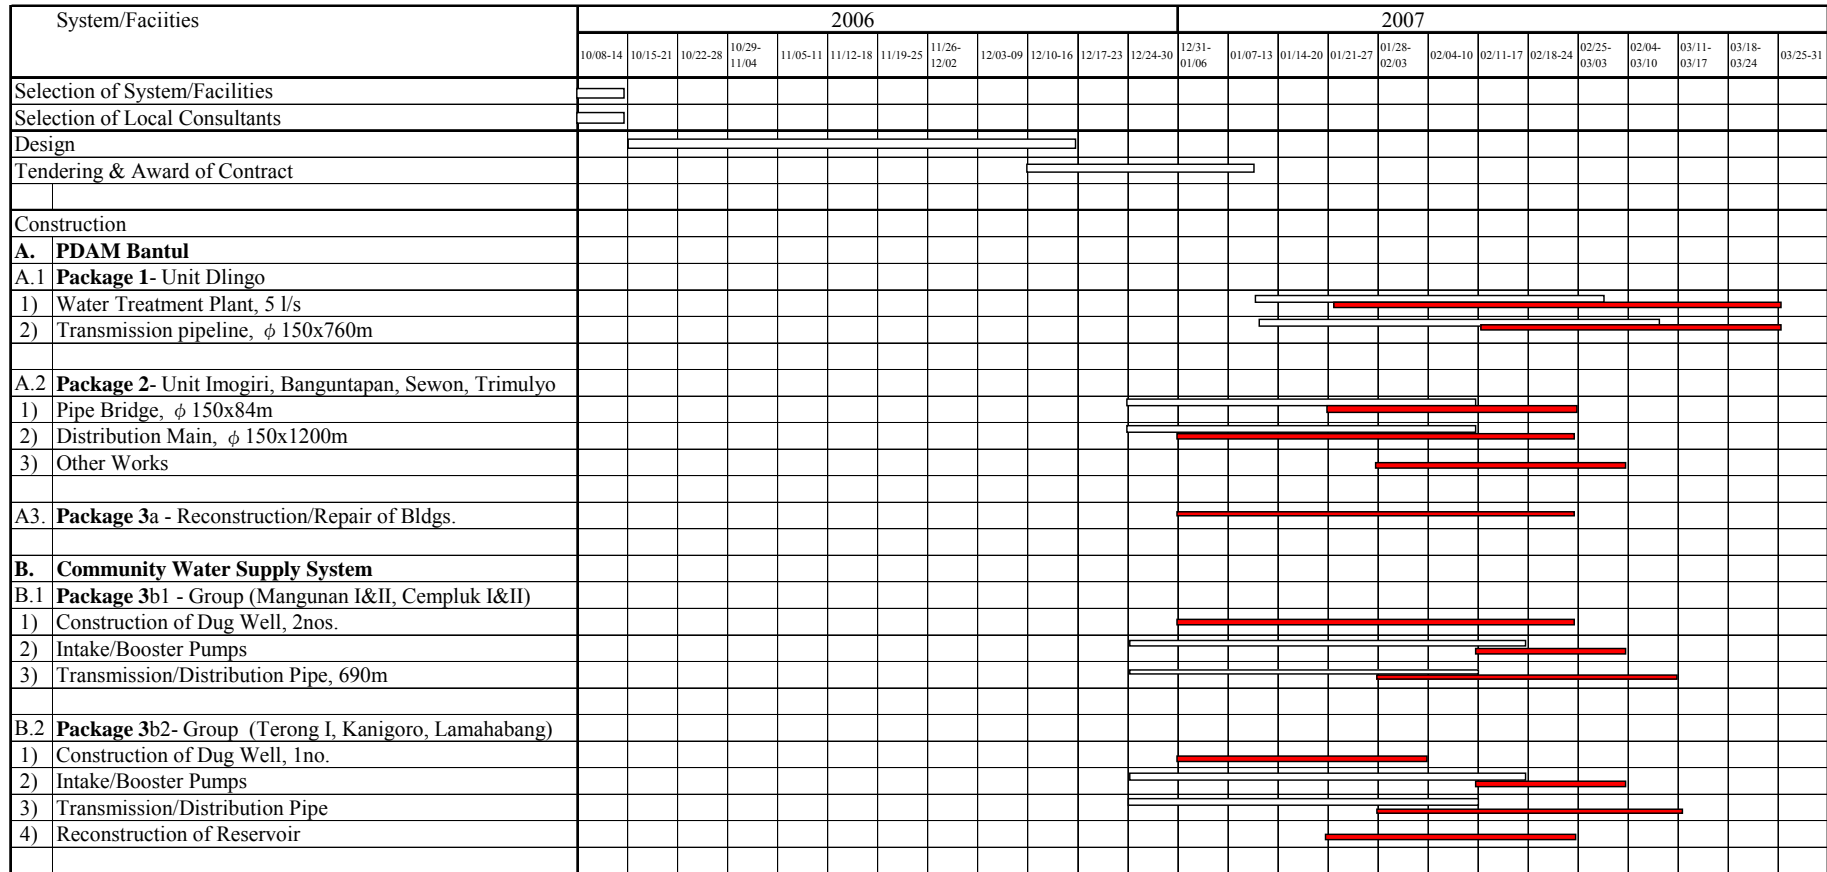 System/Faciities 2006 2007
10/08-14 10/15-21 10/22-28 10/29-11/04 11/05-11 11/12-18 11/19-25 11/26-12/02 12/03-09 12/10-16 12/17-23 12/24-30 12/31-01/06 01/07-13 01/14-20 01/21-27 01/28-02/03 02/04-10 02/11-17 02/18-24 02/25-03/03 02/04-03/10 03/11-03/17 03/18-03/24 03/25-31
Selection of System/Facilities
Selection of Local Consultants
Design
Tendering & Award of Contract
Construction
A. PDAM Bantul
A.1 Package 1- Unit Dlingo
1) Water Treatment Plant, 5 l/s
2) Transmission pipeline, φ 150x760m
A.2 Package 2- Unit Imogiri, Banguntapan, Sewon, Trimulyo
1) Pipe Bridge, φ 150x84m
2) Distribution Main, φ 150x1200m
3) Other Works
A3. Package 3a - Reconstruction/Repair of Bldgs.
B. Community Water Supply System
B.1 Package 3b1 - Group (Mangunan I&II, Cempluk I&II)
1) Construction of Dug Well, 2nos.
2) Intake/Booster Pumps
3) Transmission/Distribution Pipe, 690m
B.2 Package 3b2- Group (Terong I, Kanigoro, Lamahabang)
1) Construction of Dug Well, 1no.
2) Intake/Booster Pumps
3) Transmission/Distribution Pipe
4) Reconstruction of Reservoir